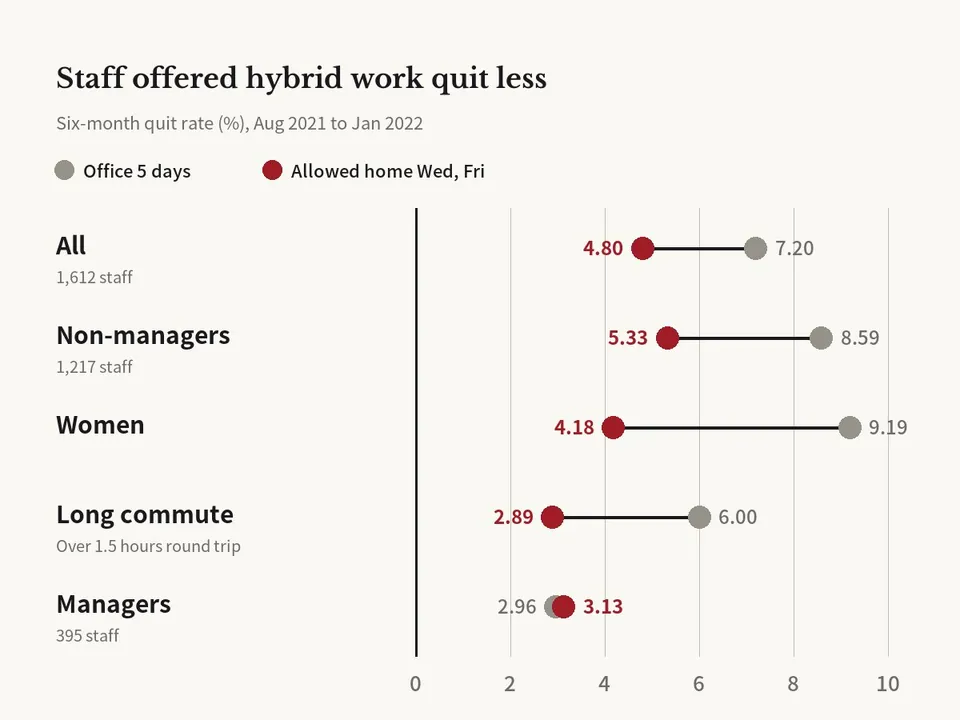 Staff offered hybrid work quit less
Six-month quit rate (%), Aug 2021 to Jan 2022
Office 5 days Allowed home Wed, Fri
All
1,612 staff
4.80 7.20
Non-managers
1,217 staff
5.33 8.59
Women
4.18 9.19
Long commute
Over 1.5 hours round trip
2.89 6.00
Managers
395 staff
2.96 3.13
0 2 4 6 8 10